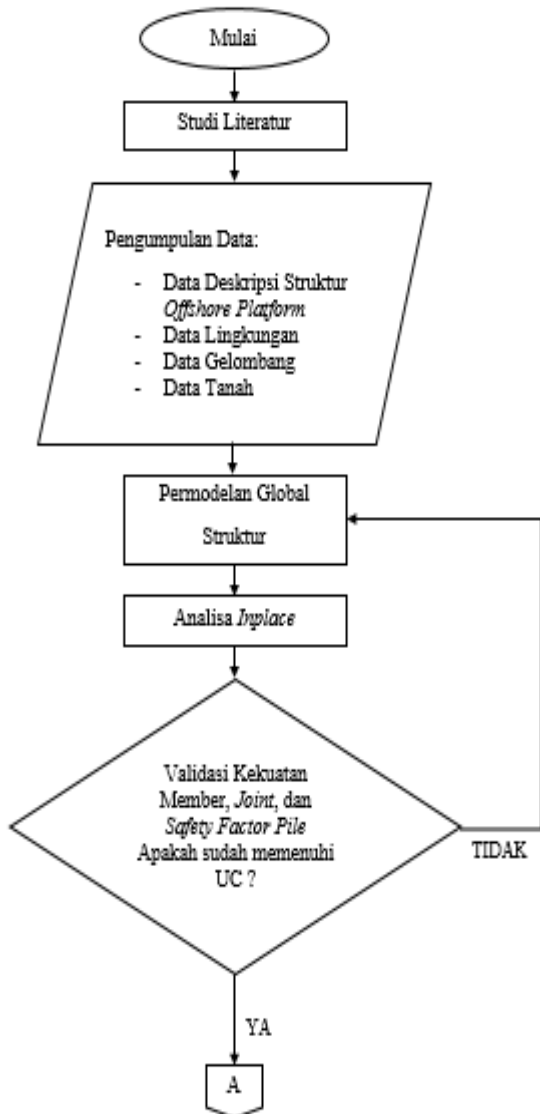 Mulai
Studi Literatur
Pengumpulan Data:
- Data Deskripsi Struktur
Offshore Platform
- Data Lingkungan
- Data Gelombang
- Data Tanah
Permodelan Global
Struktur
Analisa Inplace
Validasi Kekuatan
Member, Joint, dan
Safety Factor Pile
Apakah sudah memenuhi
UC ?
TIDAK
YA
A